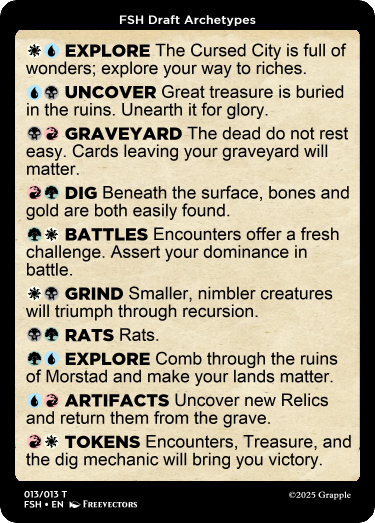 FSH Draft Archetypes
EXPLORE The Cursed City is full of
wonders; explore your way to riches.
UNCOVER Great treasure is buried
in the ruins. Unearth it for glory.
GRAVEYARD The dead do not rest
easy. Cards leaving your graveyard will
matter.
DIG Beneath the surface, bones and
gold are both easily found.
BATTLES Encounters offer a fresh
challenge. Assert your dominance in
battle.
GRIND Smaller, nimbler creatures
will triumph through recursion.
RATS Rats.
EXPLORE Comb through the ruins
of Morstad and make your lands matter.
ARTIFACTS Uncover new Relics
and return them from the grave.
TOKENS Encounters, Treasure, and
the dig mechanic will bring you victory.
013/013 T
FSH • EN Freevectors
©2025 Grapple